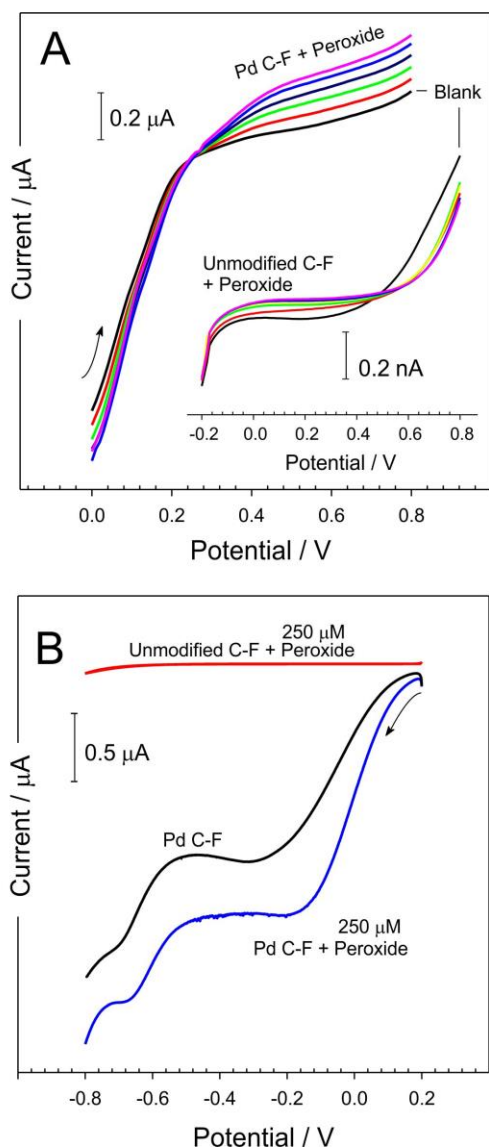 A
Pd C-F + Peroxide
Blank
0.2 μA
Current / μA
Unmodified C-F
+ Peroxide
0.2 nA
-0.2 0.0 0.2 0.4 0.6 0.8
Potential / V
0.0 0.2 0.4 0.6 0.8
Potential / V
B
250 μM
Unmodified C-F + Peroxide
0.5 μA
Current / μA
Pd C-F
250 μM
Pd C-F + Peroxide
-0.8 -0.6 -0.4 -0.2 0.0 0.2
Potential / V